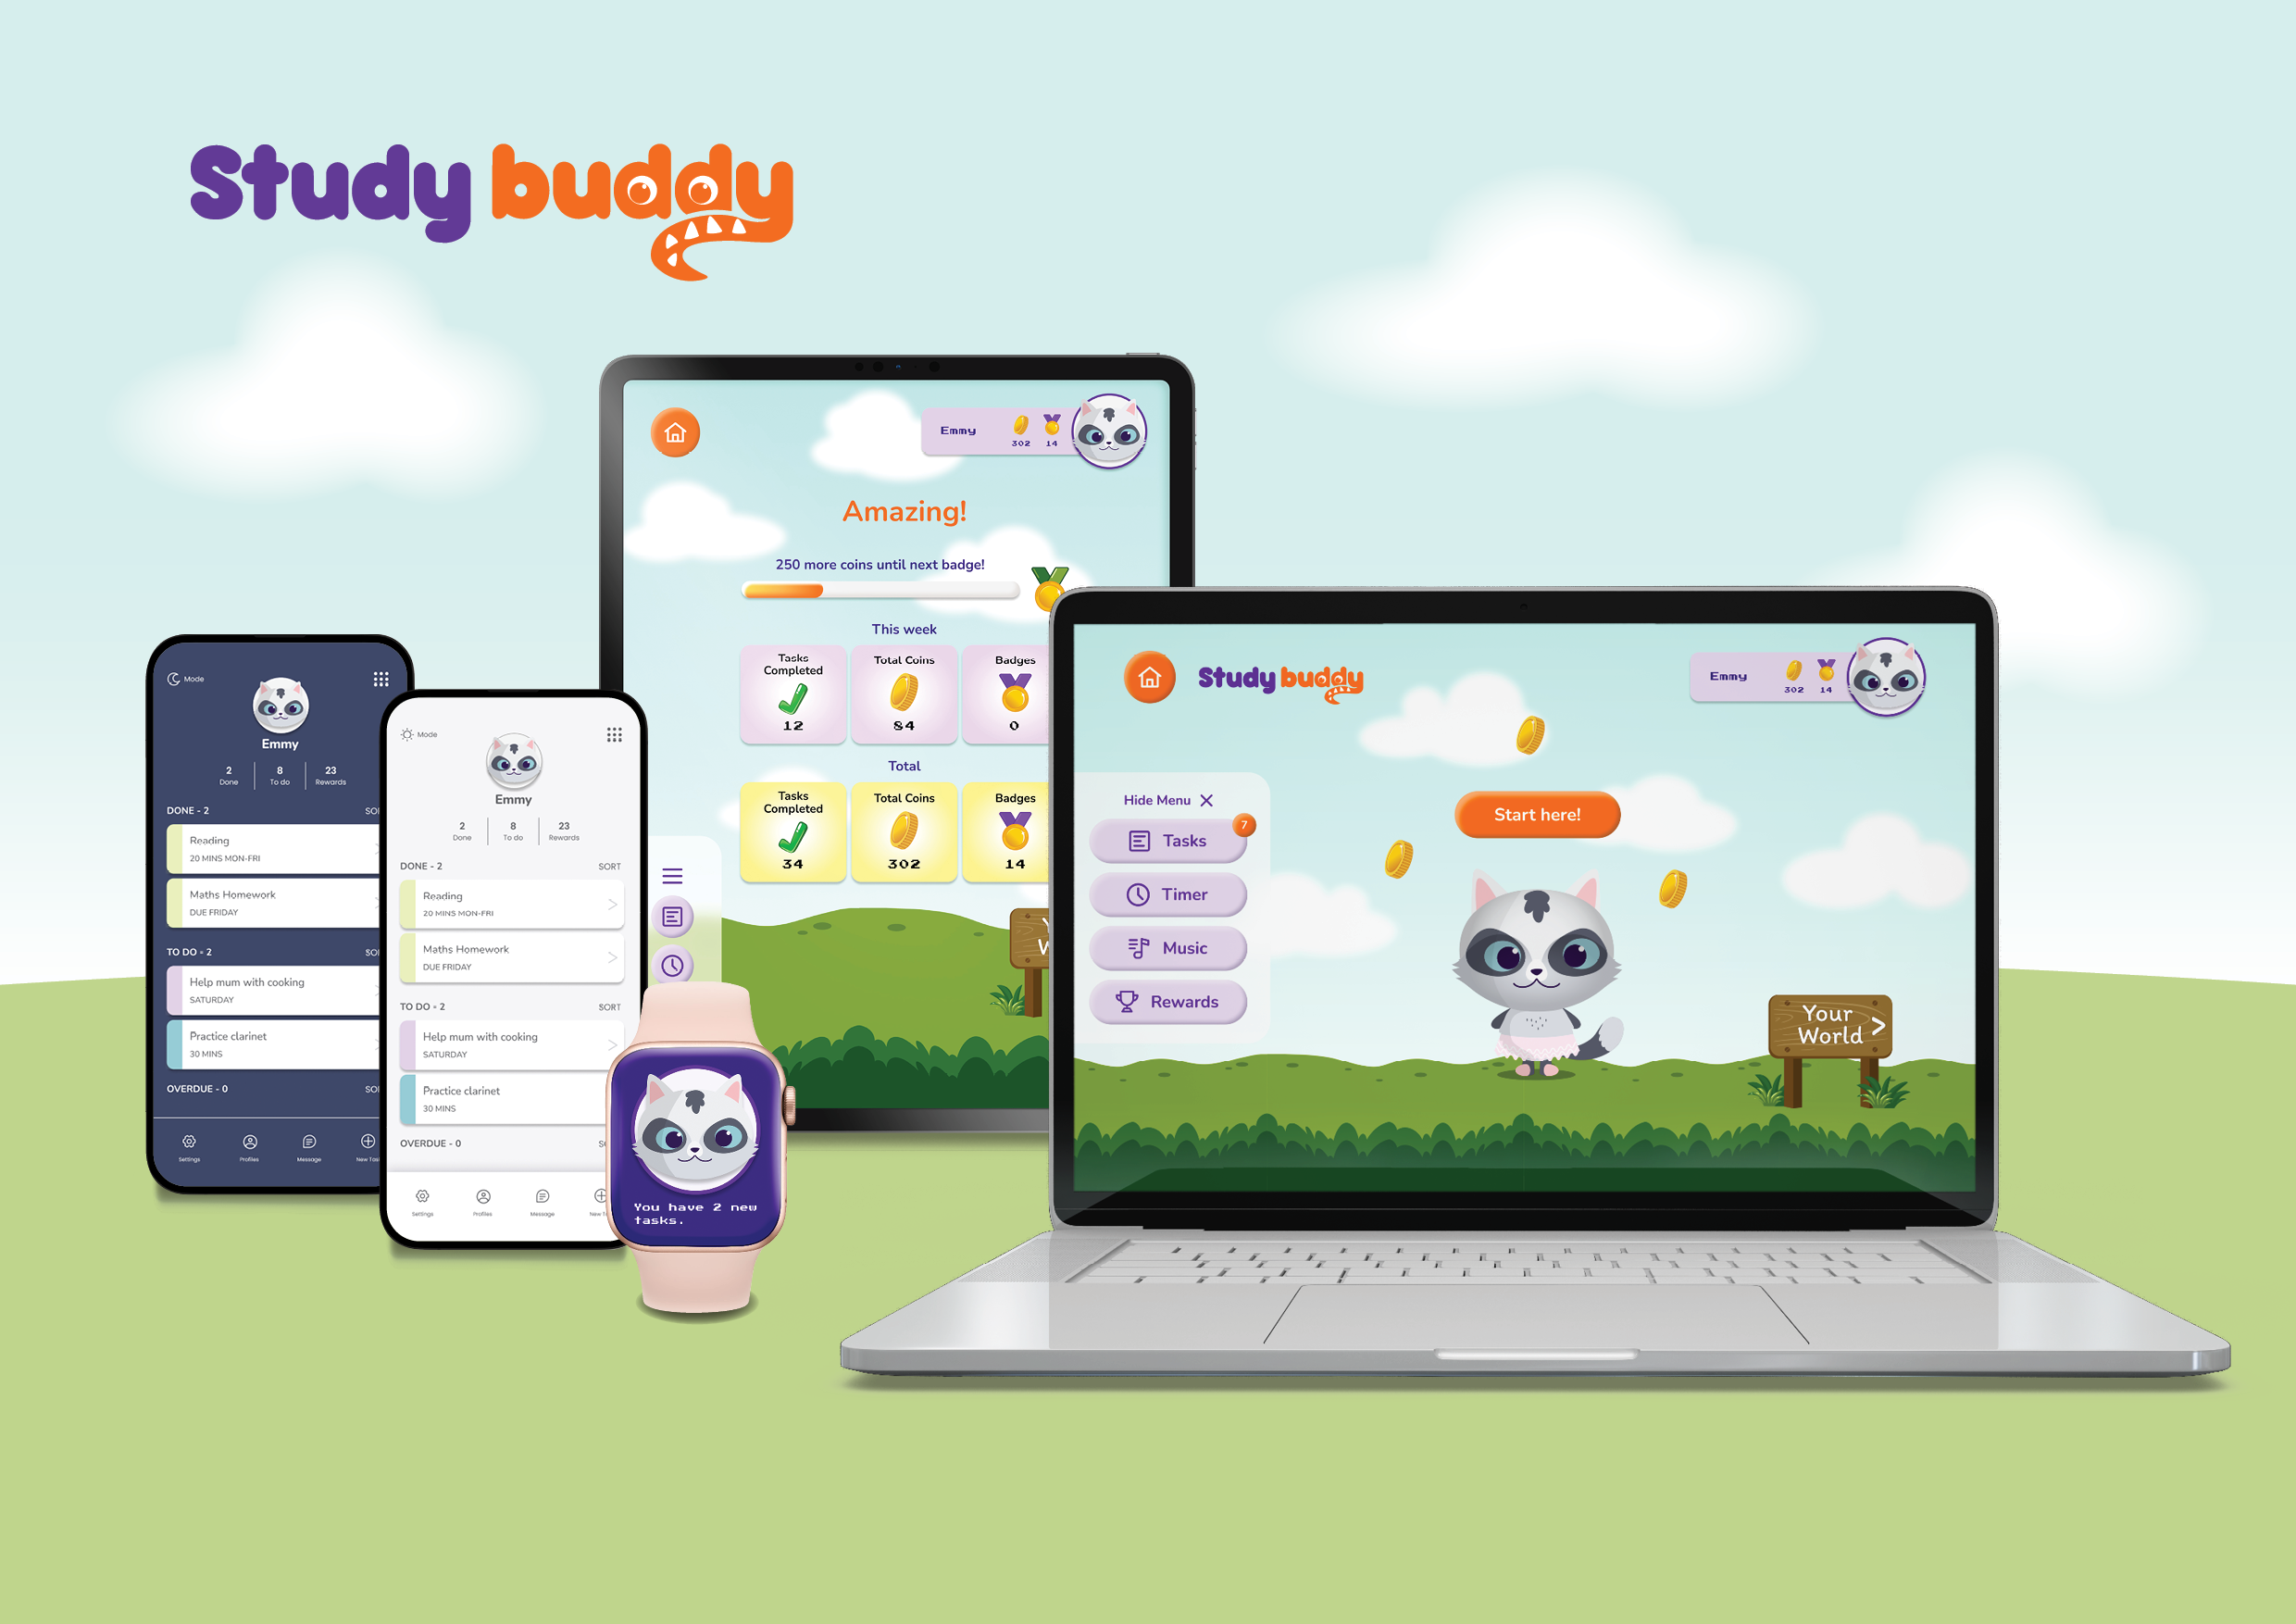 Study buddy
Emmy
302 14
Amazing!
250 more coins until next badge!
This week
Tasks Completed
12
Total Coins
84
Badges
0
Total
Tasks Completed
34
Total Coins
302
Badges
14
Mode
Emmy
2 8 23
Done To do Rewards
DONE - 2
Reading
20 MINS MON-FRI
Maths Homework
DUE FRIDAY
TO DO - 2
Help mum with cooking
SATURDAY
Practice clarinet
30 MINS
OVERDUE - 0
Settings Profiles Message New
Mode
Emmy
2 8 23
Done To do Rewards
DONE - 2 SORT
Reading
20 MINS MON-FRI
Maths Homework
DUE FRIDAY
TO DO - 2 SORT
Help mum with cooking
SATURDAY
Practice clarinet
30 MINS
OVERDUE - 0
Settings Profiles Message New
You have 2 new
tasks.
Study buddy
Emmy
302 14
Start here!
Hide Menu
Tasks
7
Timer
Music
Rewards
Your
World >